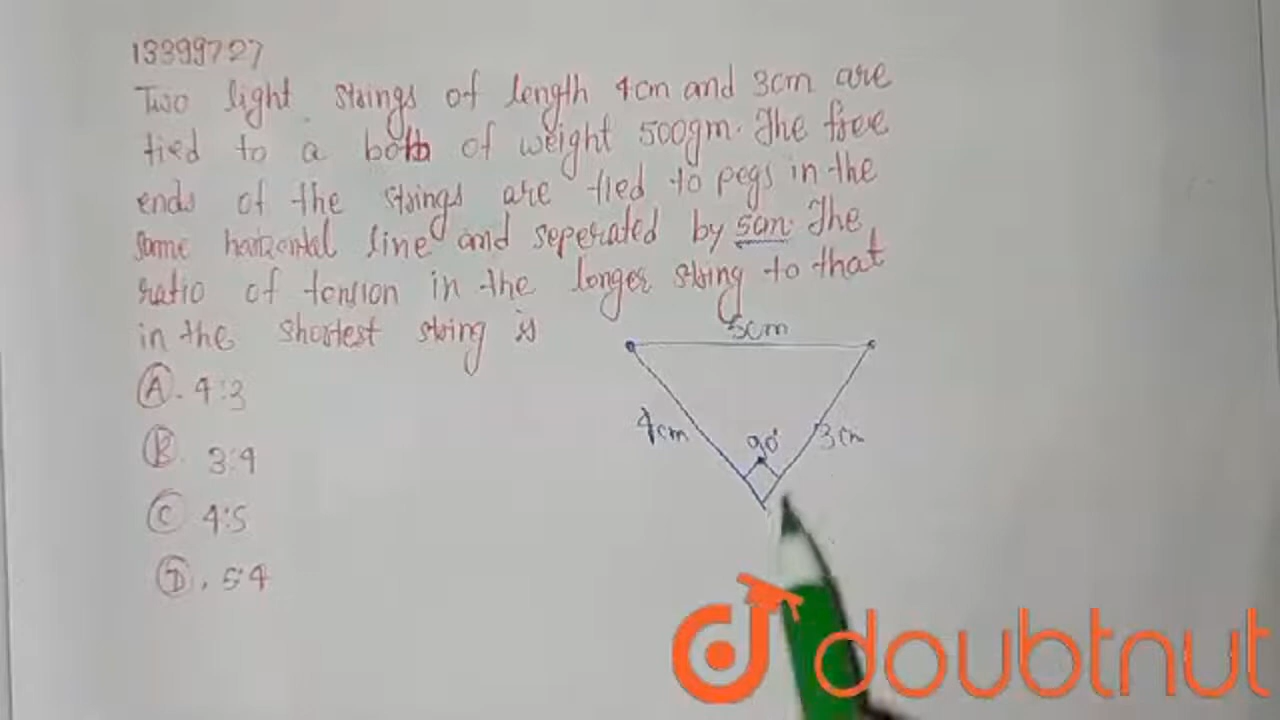 13399727
Two light strings of length 4cm and 3cm are
tied to a bob of weight 500gm. The free
ends of the strings are tied to pegs in the
same horizontal line and seperated by 5cm. The
ratio of tension in the longer string to that
in the shortest string is
5cm
A. 4:3
4cm
90°
3cm
B. 3:4
C 4:5
D. 5:4
doubtnut